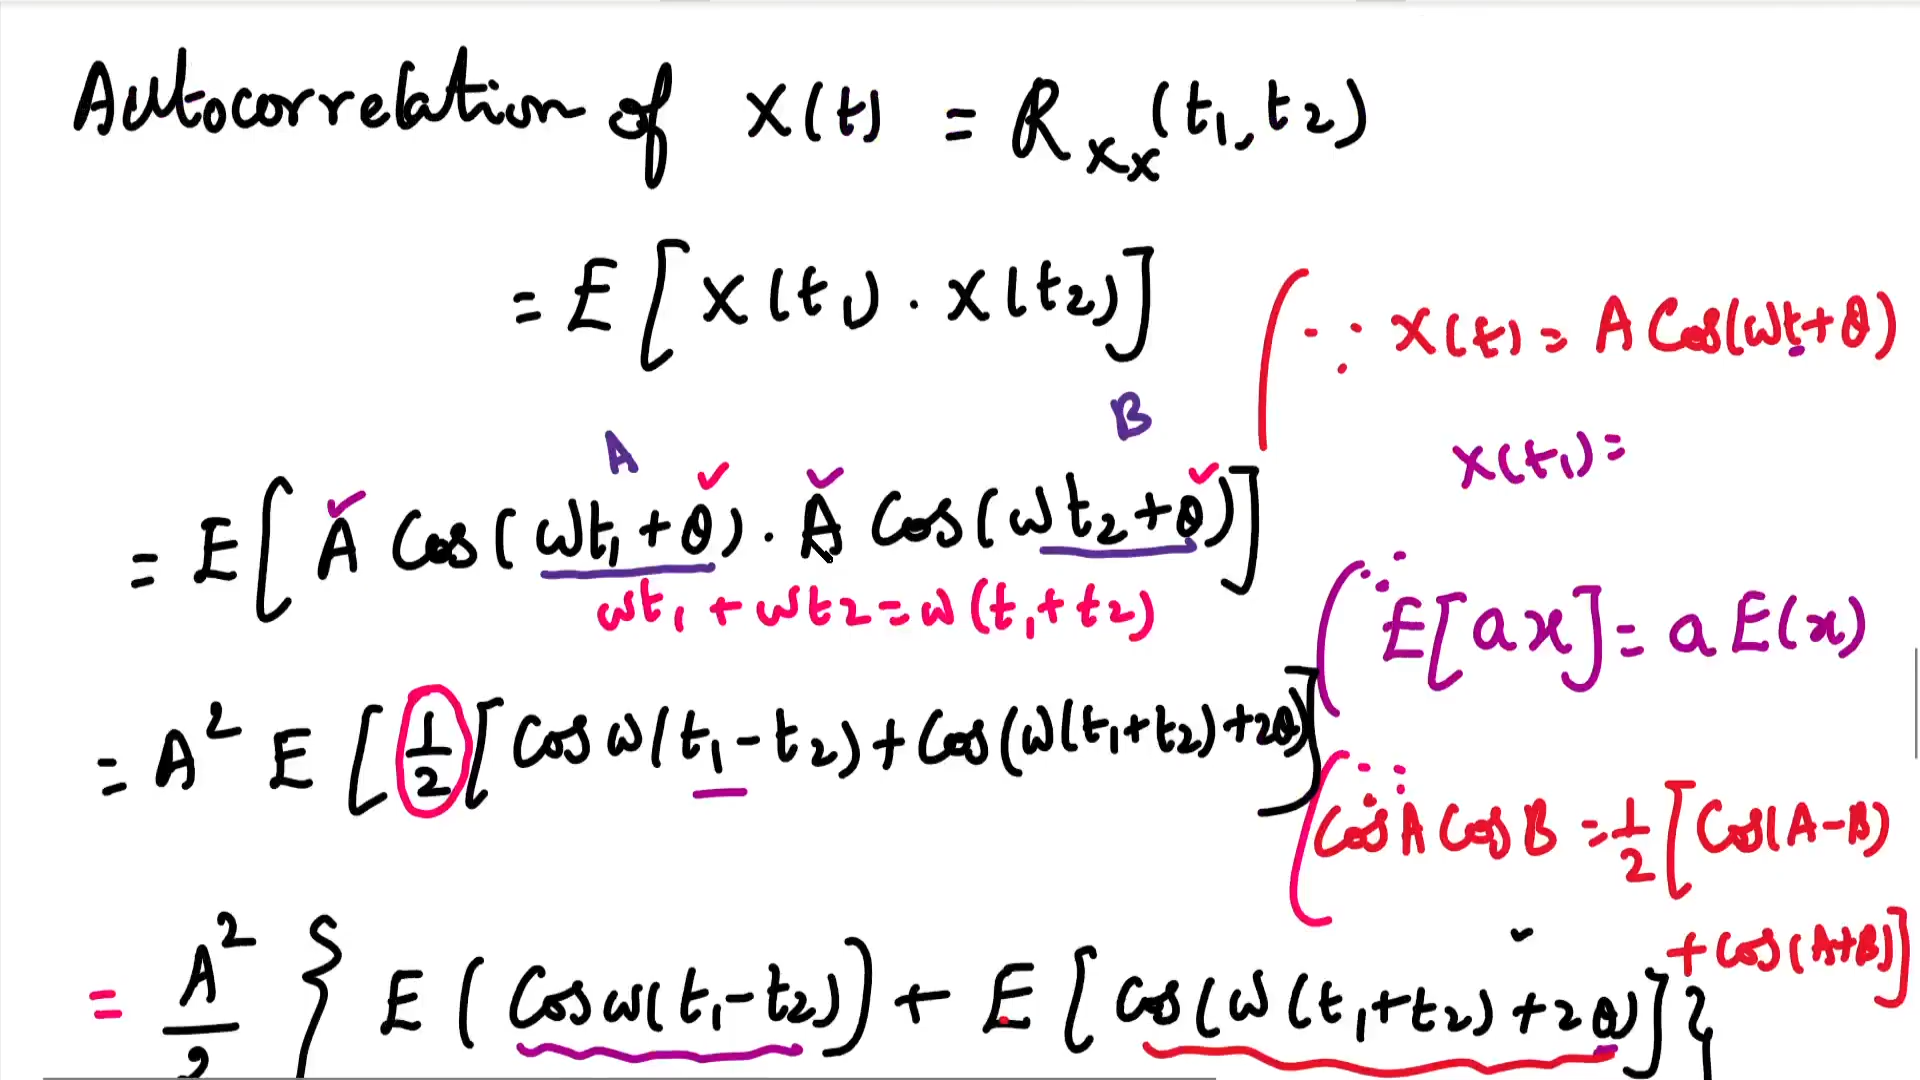 Autocorrelation of X(t) = R_XX(t₁, t₂)
= E[X(t₁) . X(t₂)]
∵ X(t) = A Cos(ωt+θ)
X(t₁) =
A B
= E[A Cos(ωt₁+θ) . A Cos(ωt₂+θ)]
ωt₁ + ωt₂ = ω(t₁+t₂)
∵ E[ax] = a E(x)
= A² E[1/2[Cos ω(t₁-t₂) + Cos(ω(t₁+t₂)+2θ)]
∵ Cos A Cos B = 1/2[Cos(A-B)
+ Cos(A+B)]
= A²/2 { E(Cos ω(t₁-t₂)) + E[Cos(ω(t₁+t₂)+2θ)] }